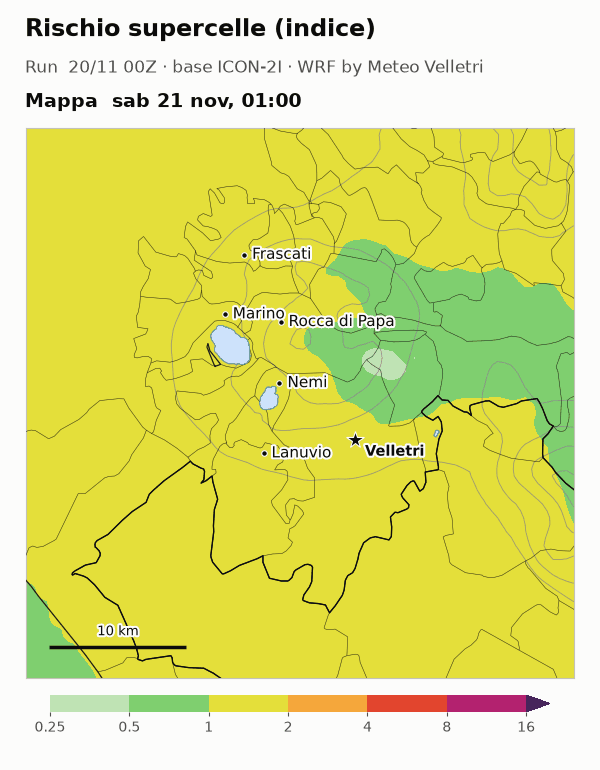 Rischio supercelle (indice)
Run  20/11 00Z · base ICON-2I · WRF by Meteo Velletri
Mappa  sab 21 nov, 01:00
Frascati
Marino
Rocca di Papa
Nemi
Velletri
Lanuvio
10 km
0.25 0.5 1 2 4 8 16